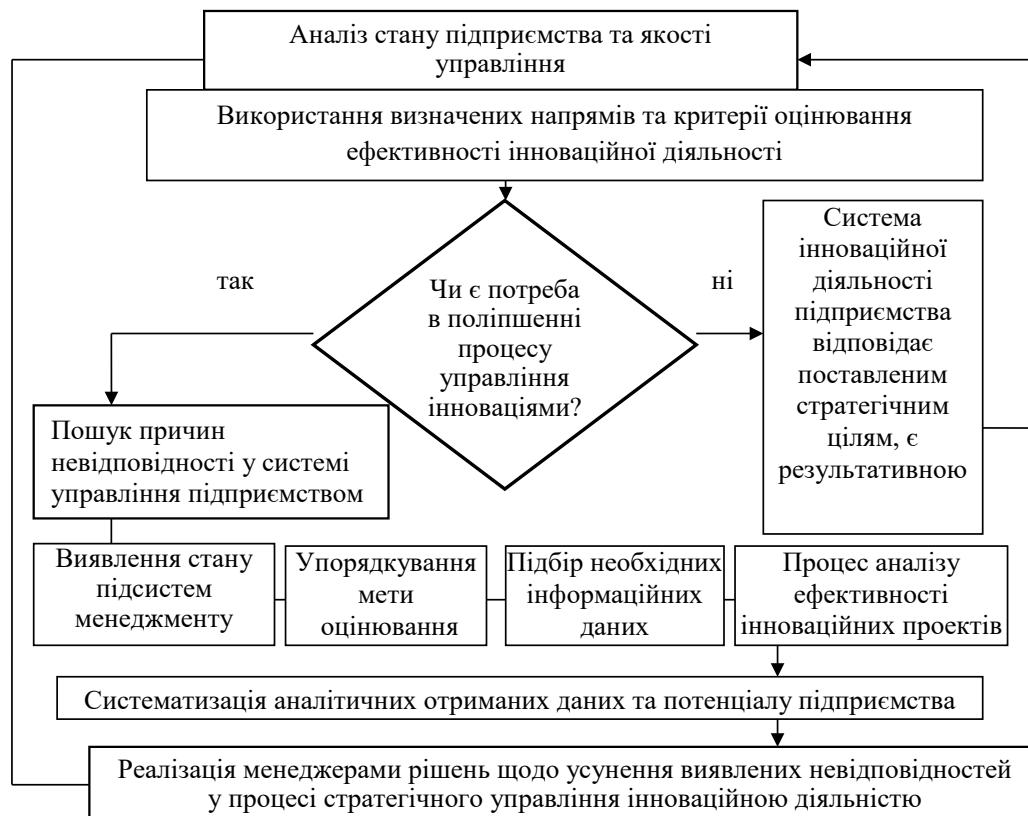 Аналіз стану підприємства та якості
управління
Використання визначених напрямів та критерії оцінювання
ефективності інноваційної діяльності
так
Чи є потреба
в поліпшенні
процесу
управління
інноваціями?
ні
Система
інноваційної
діяльності
підприємства
відповідає
поставленим
стратегічним
цілям, є
результативною
Пошук причин
невідповідності у системі
управління підприємством
Виявлення стану
підсистем
менеджменту
Упорядкування
мети
оцінювання
Підбір необхідних
інформаційних
даних
Процес аналізу
ефективності
інноваційних проектів
Систематизація аналітичних отриманих даних та потенціалу підприємства
Реалізація менеджерами рішень щодо усунення виявлених невідповідностей
у процесі стратегічного управління інноваційною діяльністю